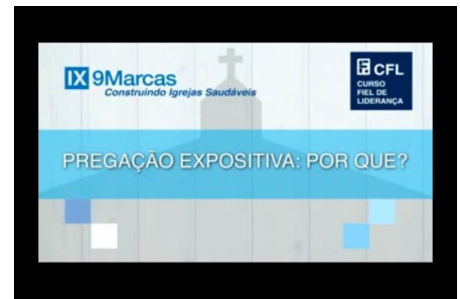 IX 9Marcas
Construindo Igrejas Saudáveis
CFL
CURSO
FIEL DE
LIDERANÇA
PREGAÇÃO EXPOSITIVA: POR QUE?